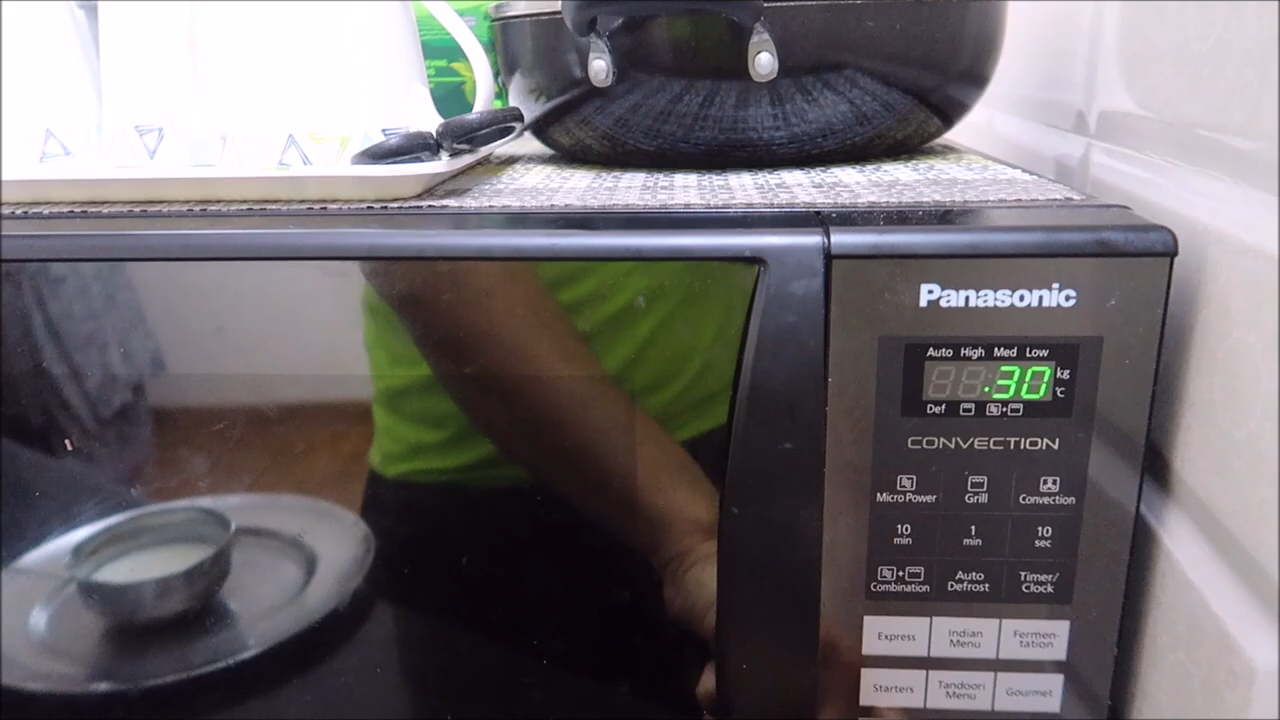 Panasonic
Auto High Med Low
.30 kg
°C
Def
CONVECTION
Micro Power Grill Convection
10 min 1 min 10 sec
Combination Auto Defrost Timer/Clock
Express Indian Menu Fermen-tation
Starters Tandoori Menu Gourmet